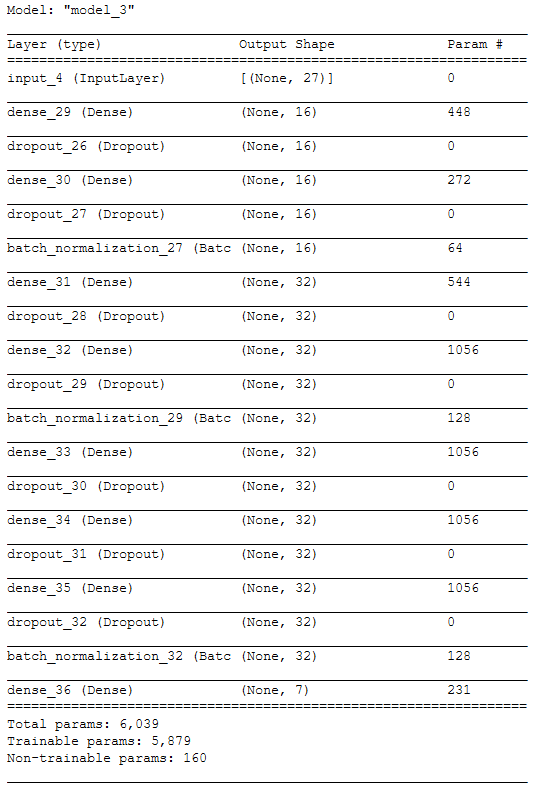 Model: "model_3"
Layer (type) Output Shape Param #
input_4 (InputLayer) [(None, 27)] 0
dense_29 (Dense) (None, 16) 448
dropout_26 (Dropout) (None, 16) 0
dense_30 (Dense) (None, 16) 272
dropout_27 (Dropout) (None, 16) 0
batch_normalization_27 (Batc (None, 16) 64
dense_31 (Dense) (None, 32) 544
dropout_28 (Dropout) (None, 32) 0
dense_32 (Dense) (None, 32) 1056
dropout_29 (Dropout) (None, 32) 0
batch_normalization_29 (Batc (None, 32) 128
dense_33 (Dense) (None, 32) 1056
dropout_30 (Dropout) (None, 32) 0
dense_34 (Dense) (None, 32) 1056
dropout_31 (Dropout) (None, 32) 0
dense_35 (Dense) (None, 32) 1056
dropout_32 (Dropout) (None, 32) 0
batch_normalization_32 (Batc (None, 32) 128
dense_36 (Dense) (None, 7) 231
Total params: 6,039
Trainable params: 5,879
Non-trainable params: 160